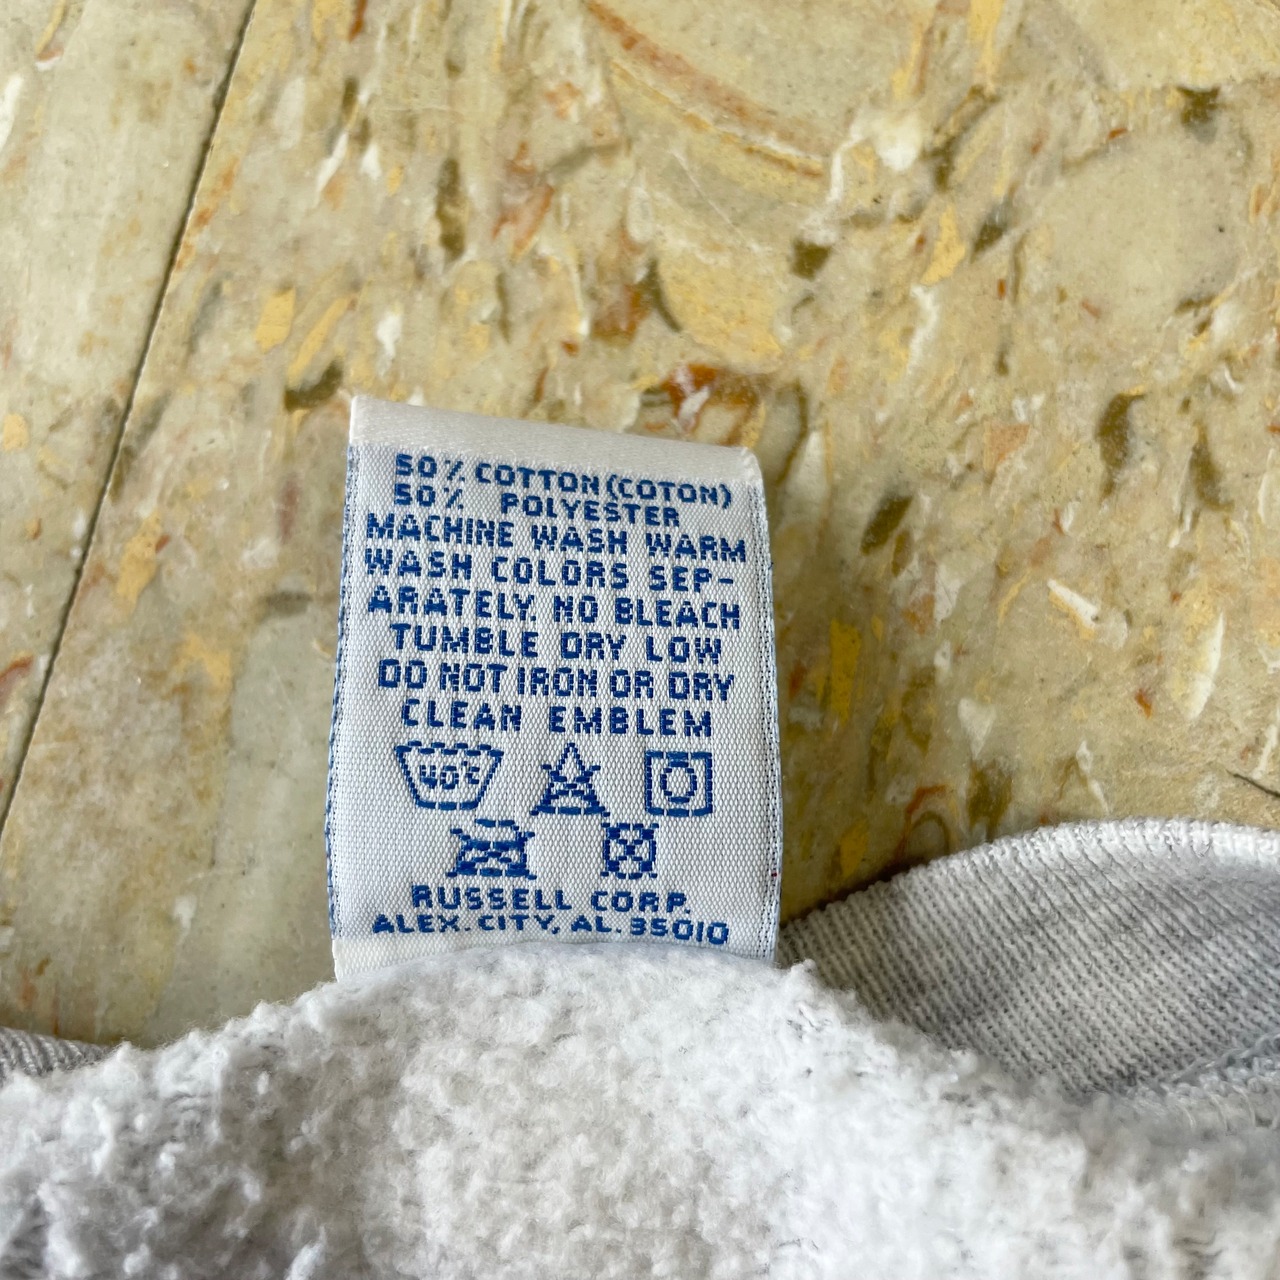 50% COTTON (COTON)
50% POLYESTER
MACHINE WASH WARM
WASH COLORS SEP-
ARATELY. NO BLEACH
TUMBLE DRY LOW
DO NOT IRON OR DRY
CLEAN EMBLEM
40°C
RUSSELL CORP.
ALEX. CITY, AL. 35010